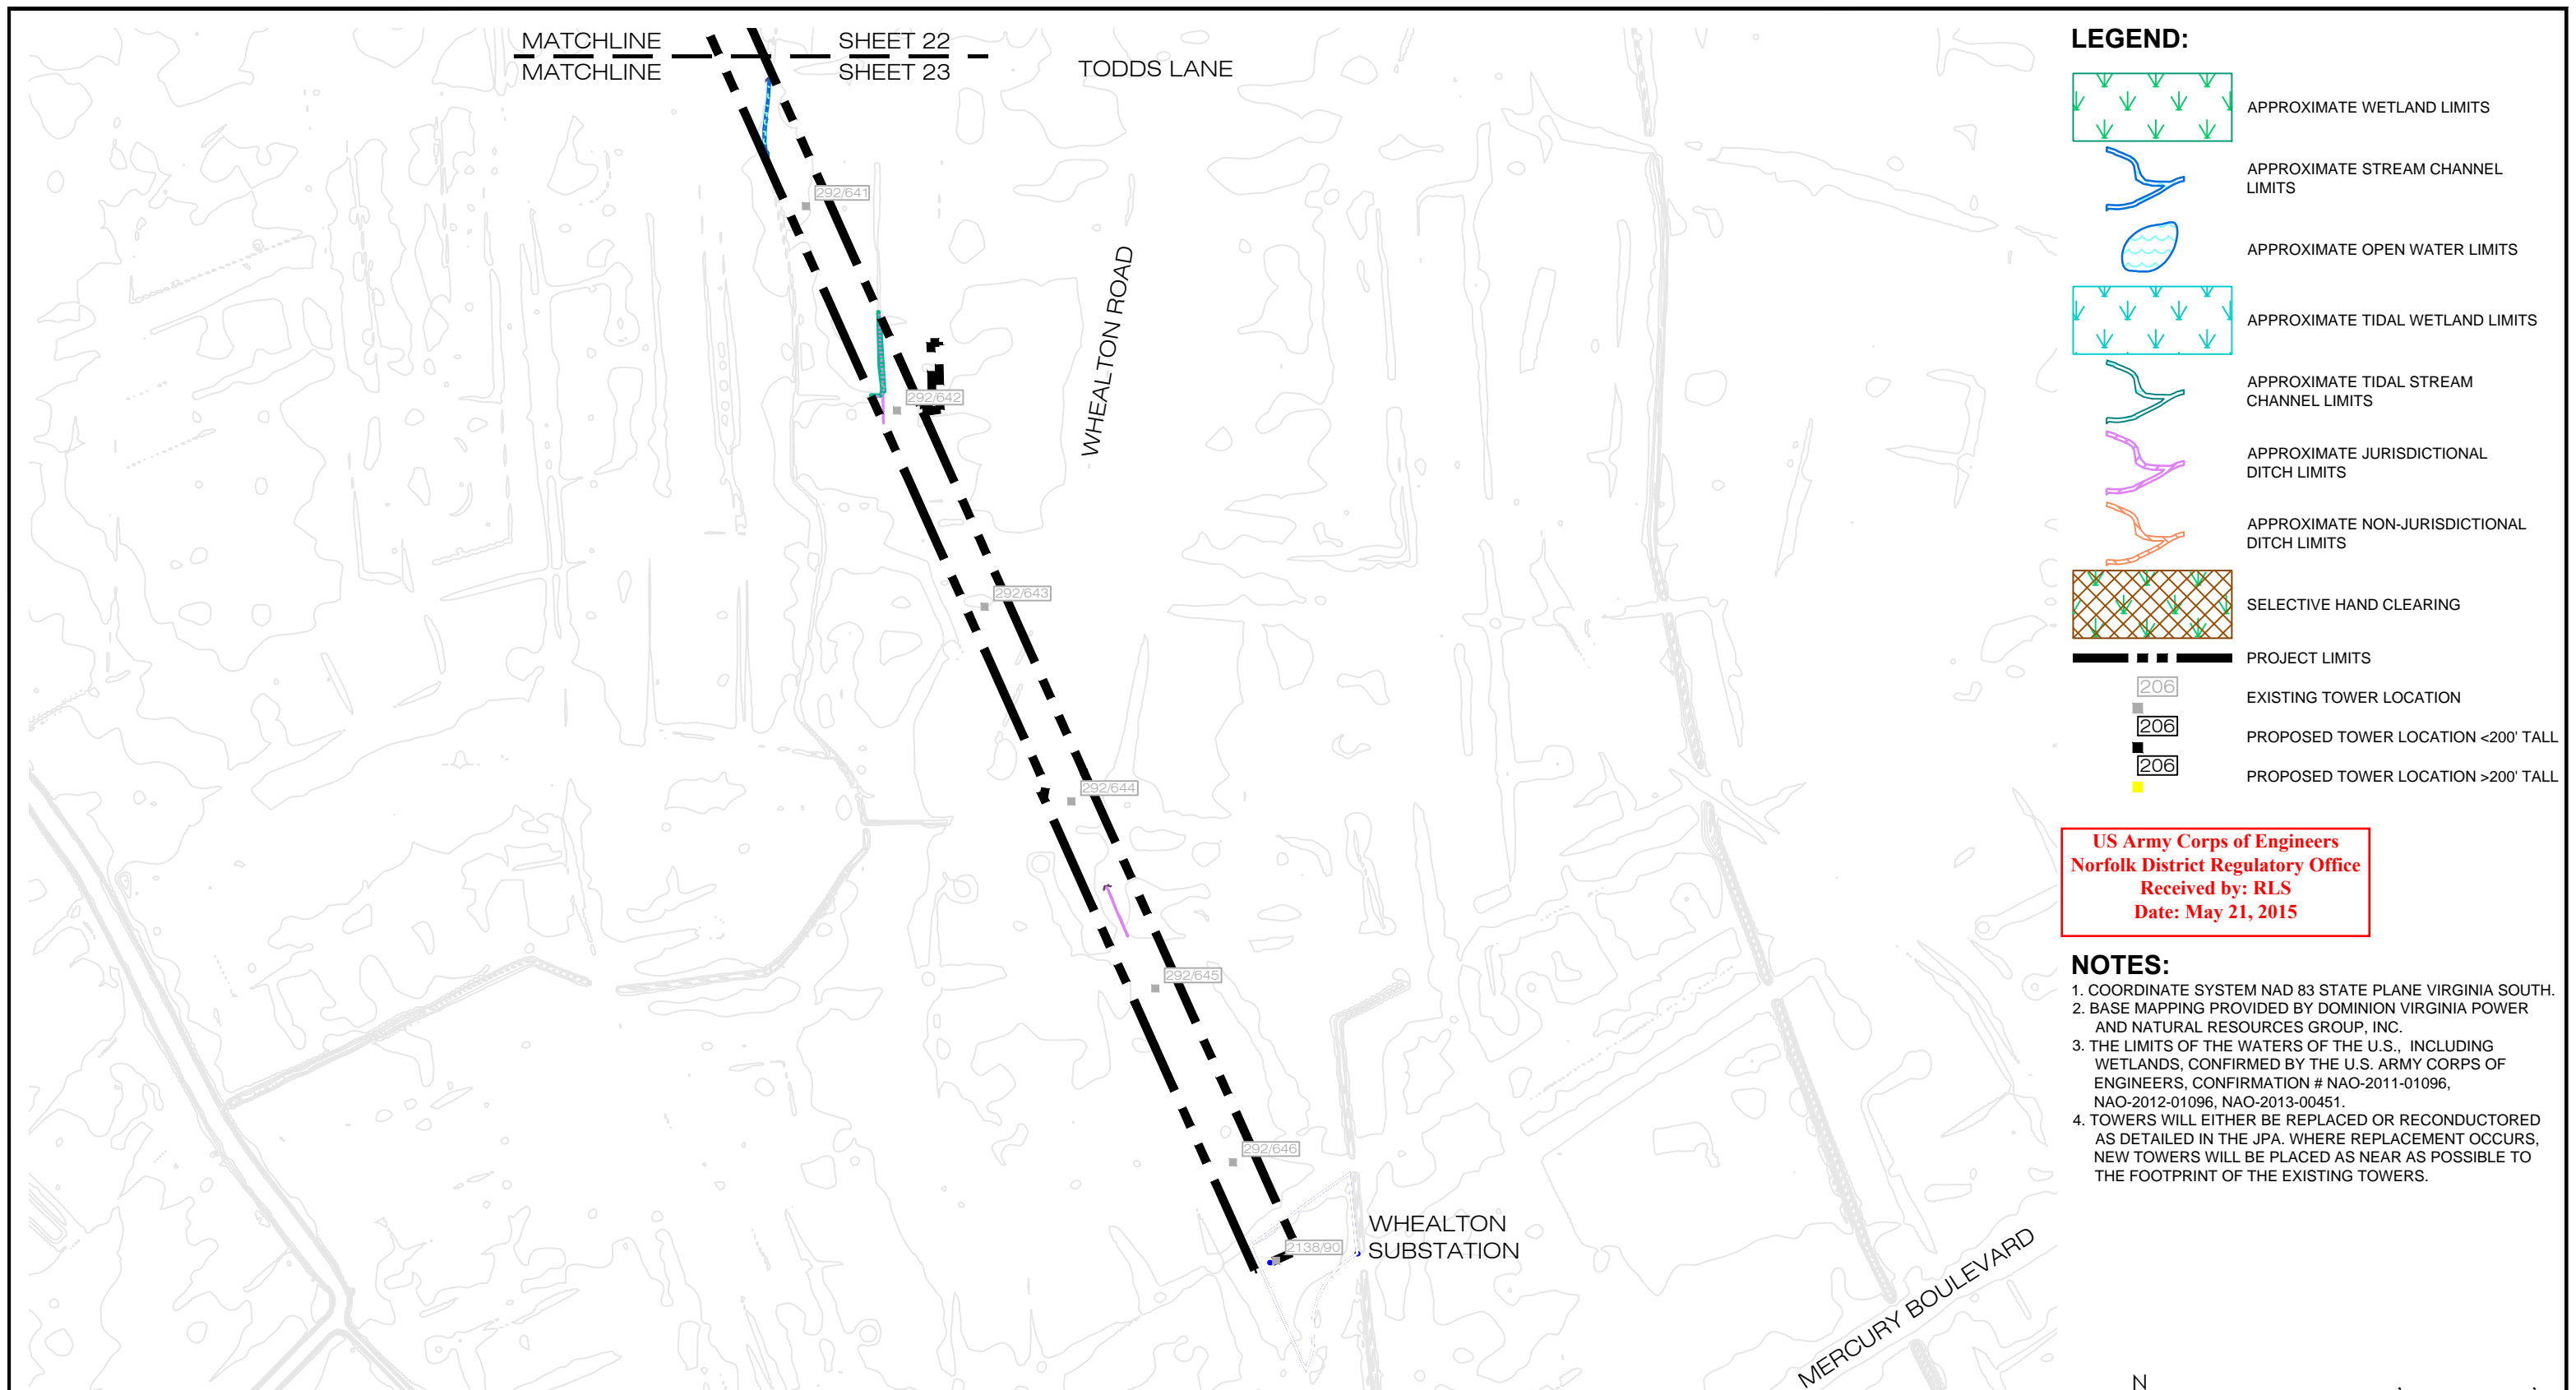 MATCHLINE SHEET 22
MATCHLINE SHEET 23
TODDS LANE
292/641
WHEALTON ROAD
292/642
292/643
292/644
292/645
292/646
2138/90
WHEALTON
SUBSTATION
MERCURY BOULEVARD
LEGEND:
APPROXIMATE WETLAND LIMITS
APPROXIMATE STREAM CHANNEL
LIMITS
APPROXIMATE OPEN WATER LIMITS
APPROXIMATE TIDAL WETLAND LIMITS
APPROXIMATE TIDAL STREAM
CHANNEL LIMITS
APPROXIMATE JURISDICTIONAL
DITCH LIMITS
APPROXIMATE NON-JURISDICTIONAL
DITCH LIMITS
SELECTIVE HAND CLEARING
PROJECT LIMITS
206
EXISTING TOWER LOCATION
206
PROPOSED TOWER LOCATION <200' TALL
206
PROPOSED TOWER LOCATION >200' TALL
US Army Corps of Engineers
Norfolk District Regulatory Office
Received by: RLS
Date: May 21, 2015
NOTES:
1. COORDINATE SYSTEM NAD 83 STATE PLANE VIRGINIA SOUTH.
2. BASE MAPPING PROVIDED BY DOMINION VIRGINIA POWER
AND NATURAL RESOURCES GROUP, INC.
3. THE LIMITS OF THE WATERS OF THE U.S., INCLUDING
WETLANDS, CONFIRMED BY THE U.S. ARMY CORPS OF
ENGINEERS, CONFIRMATION # NAO-2011-01096,
NAO-2012-01096, NAO-2013-00451.
4. TOWERS WILL EITHER BE REPLACED OR RECONDUCTORED
AS DETAILED IN THE JPA. WHERE REPLACEMENT OCCURS,
NEW TOWERS WILL BE PLACED AS NEAR AS POSSIBLE TO
THE FOOTPRINT OF THE EXISTING TOWERS.
N